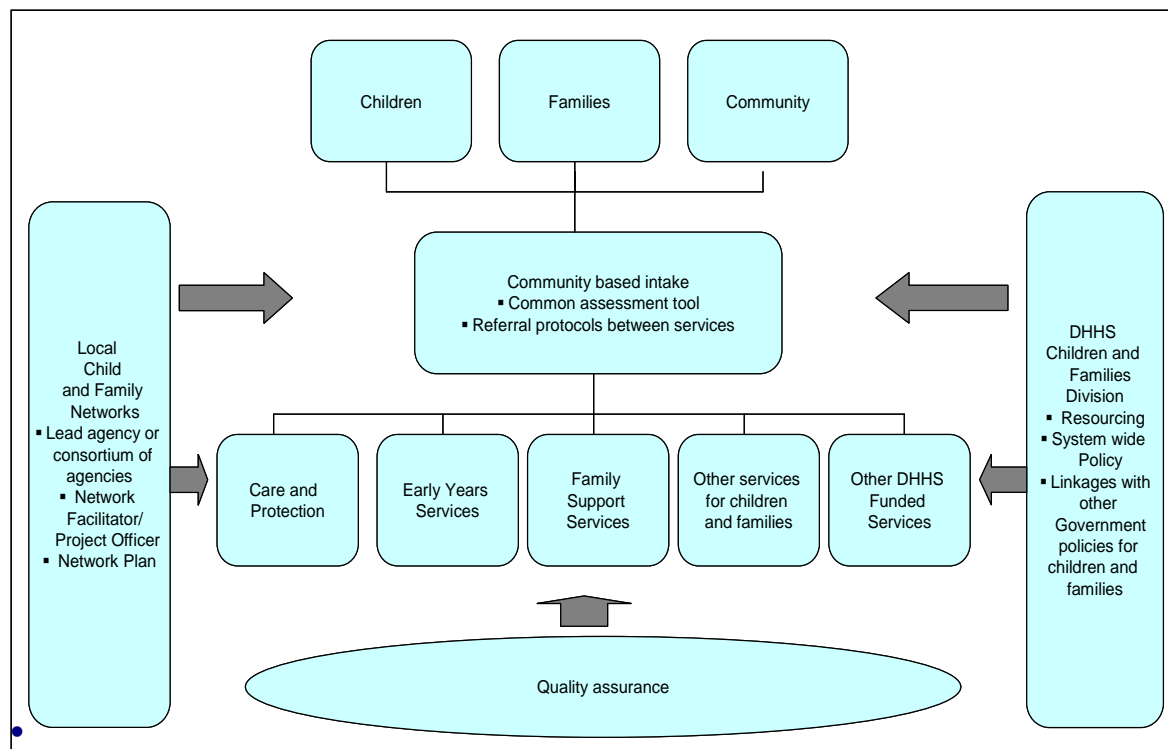 Children
Families
Community
Community based intake
▪ Common assessment tool
▪ Referral protocols between services
Local
Child
and Family
Networks
▪ Lead agency or
consortium of
agencies
▪ Network
Facilitator/
Project Officer
▪ Network Plan
DHHS
Children and
Families
Division
▪ Resourcing
▪ System wide
Policy
▪ Linkages with
other
Government
policies for
children and
families
Care and
Protection
Early Years
Services
Family
Support
Services
Other services
for children
and families
Other DHHS
Funded
Services
Quality assurance